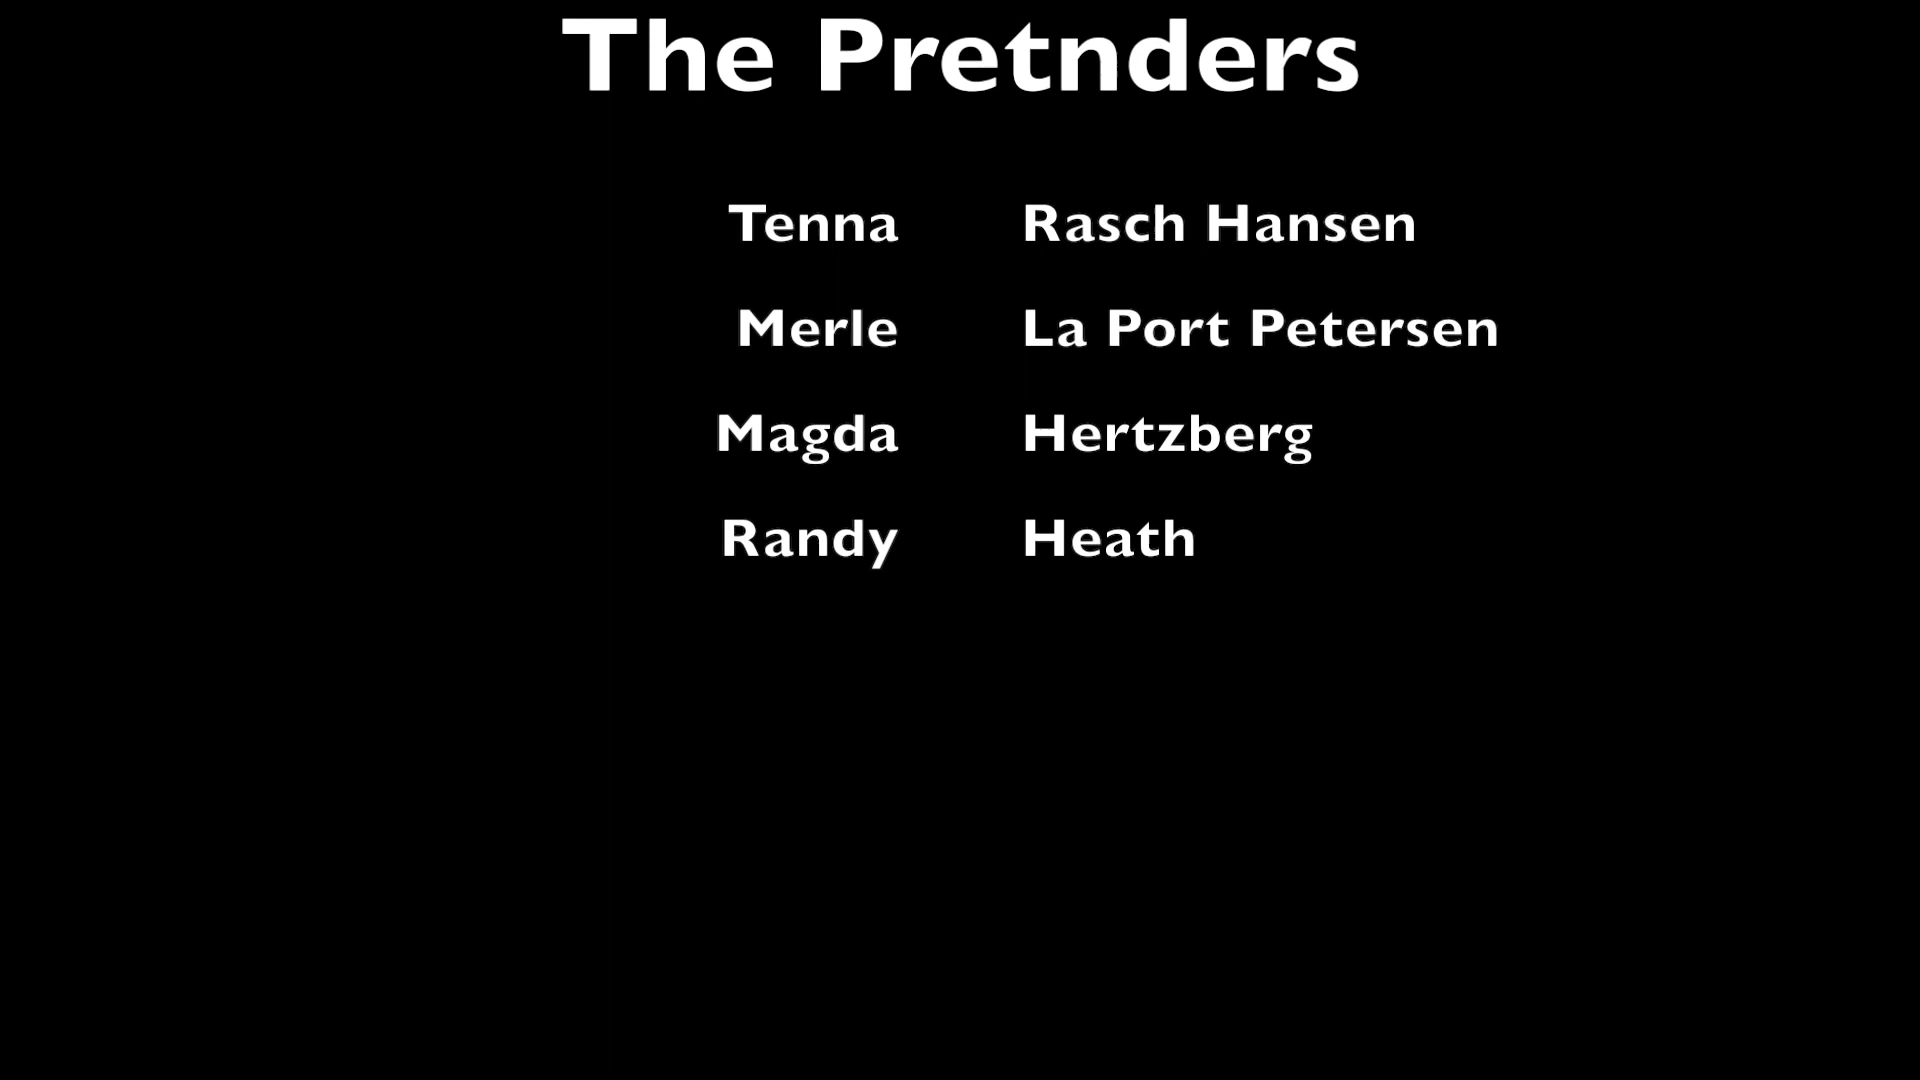 The Pretnders
Tenna Rasch Hansen
Merle La Port Petersen
Magda Hertzberg
Randy Heath